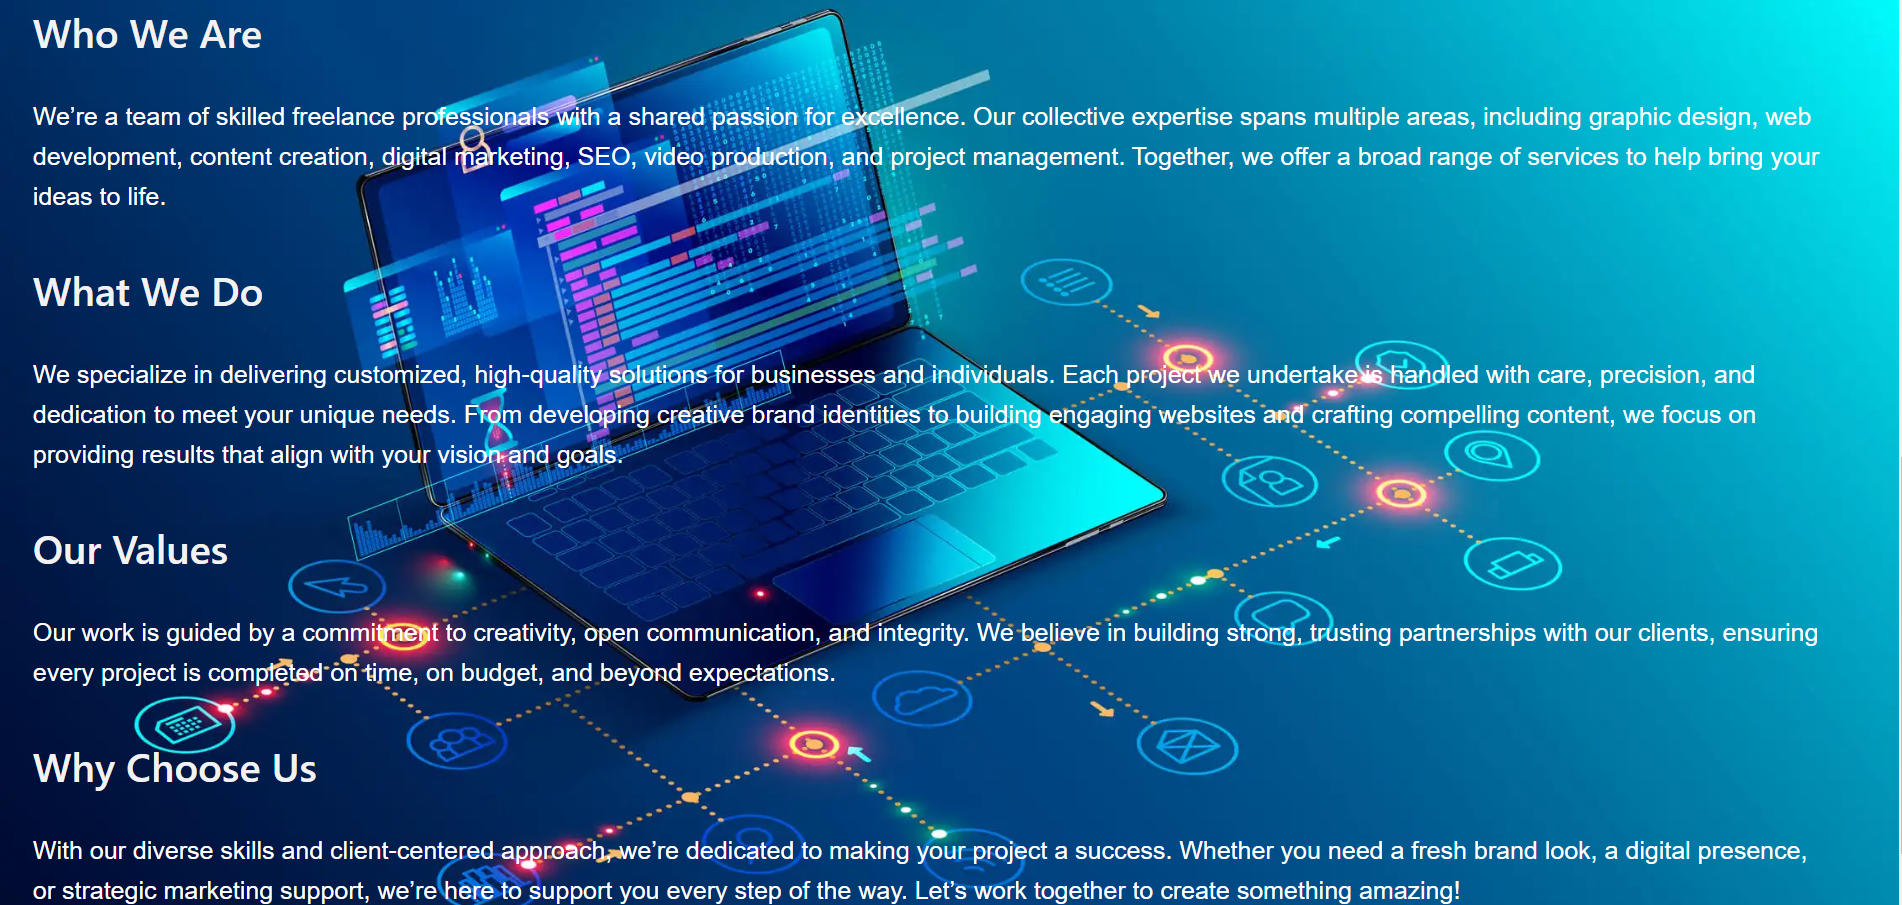 Who We Are
We’re a team of skilled freelance professionals with a shared passion for excellence. Our collective expertise spans multiple areas, including graphic design, web
development, content creation, digital marketing, SEO, video production, and project management. Together, we offer a broad range of services to help bring your
ideas to life.
What We Do
We specialize in delivering customized, high-quality solutions for businesses and individuals. Each project we undertake is handled with care, precision, and
dedication to meet your unique needs. From developing creative brand identities to building engaging websites and crafting compelling content, we focus on
providing results that align with your vision and goals.
Our Values
Our work is guided by a commitment to creativity, open communication, and integrity. We believe in building strong, trusting partnerships with our clients, ensuring
every project is completed on time, on budget, and beyond expectations.
Why Choose Us
With our diverse skills and client-centered approach, we’re dedicated to making your project a success. Whether you need a fresh brand look, a digital presence,
or strategic marketing support, we’re here to support you every step of the way. Let’s work together to create something amazing!